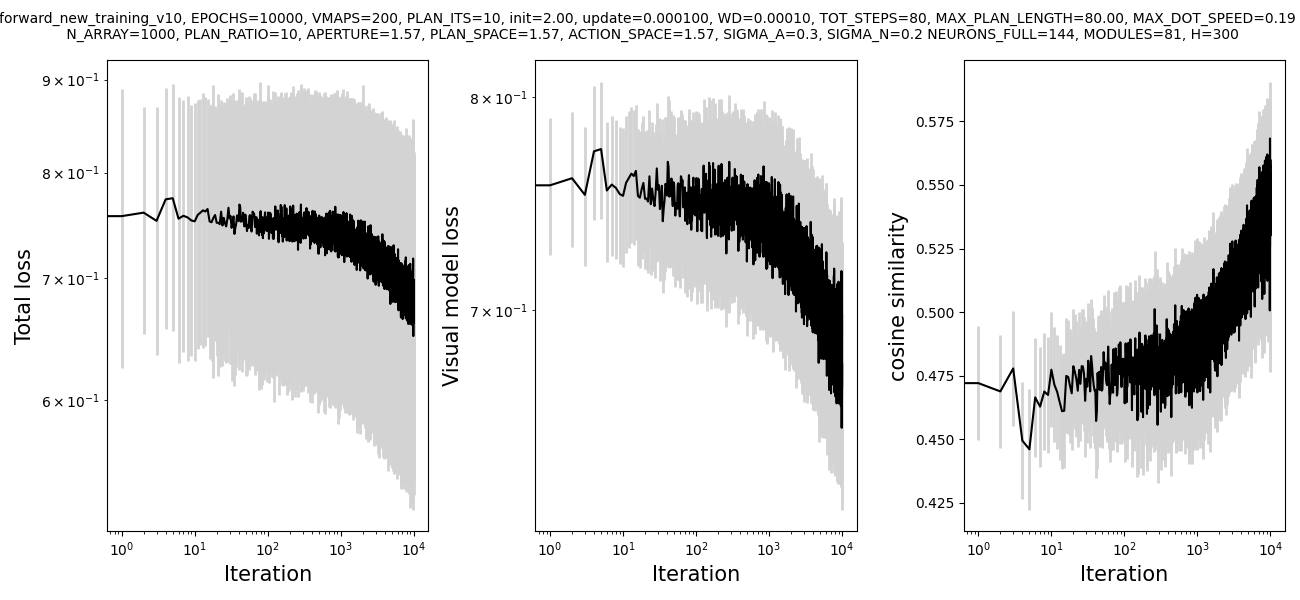 forward_new_training_v10, EPOCHS=10000, VMAPS=200, PLAN_ITS=10, init=2.00, update=0.000100, WD=0.00010, TOT_STEPS=80, MAX_PLAN_LENGTH=80.00, MAX_DOT_SPEED=0.19
N_ARRAY=1000, PLAN_RATIO=10, APERTURE=1.57, PLAN_SPACE=1.57, ACTION_SPACE=1.57, SIGMA_A=0.3, SIGMA_N=0.2 NEURONS_FULL=144, MODULES=81, H=300
Total loss
9 × 10⁻¹
8 × 10⁻¹
7 × 10⁻¹
6 × 10⁻¹
10⁰ 10¹ 10² 10³ 10⁴
Iteration
Visual model loss
8 × 10⁻¹
7 × 10⁻¹
10⁰ 10¹ 10² 10³ 10⁴
Iteration
cosine similarity
0.575
0.550
0.525
0.500
0.475
0.450
0.425
10⁰ 10¹ 10² 10³ 10⁴
Iteration